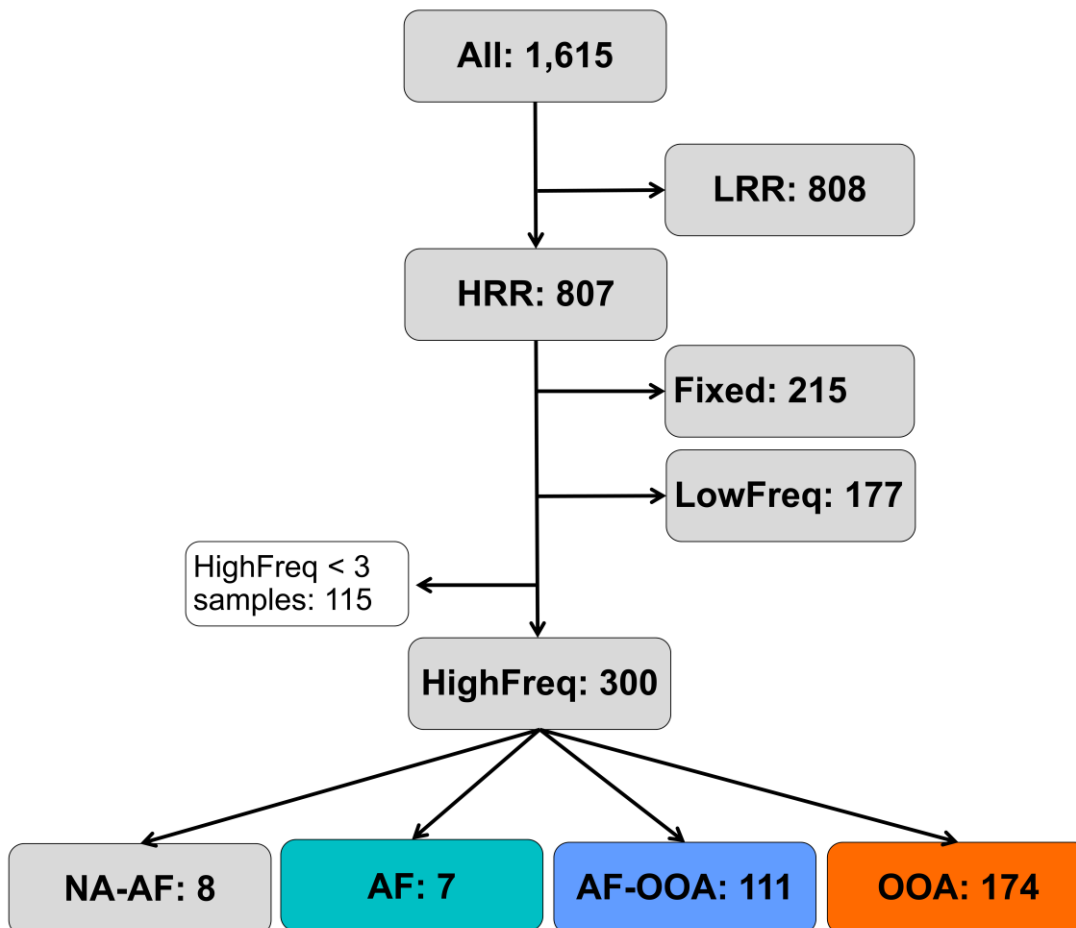 All: 1,615
LRR: 808
HRR: 807
Fixed: 215
LowFreq: 177
HighFreq < 3
samples: 115
HighFreq: 300
NA-AF: 8
AF: 7
AF-OOA: 111
OOA: 174